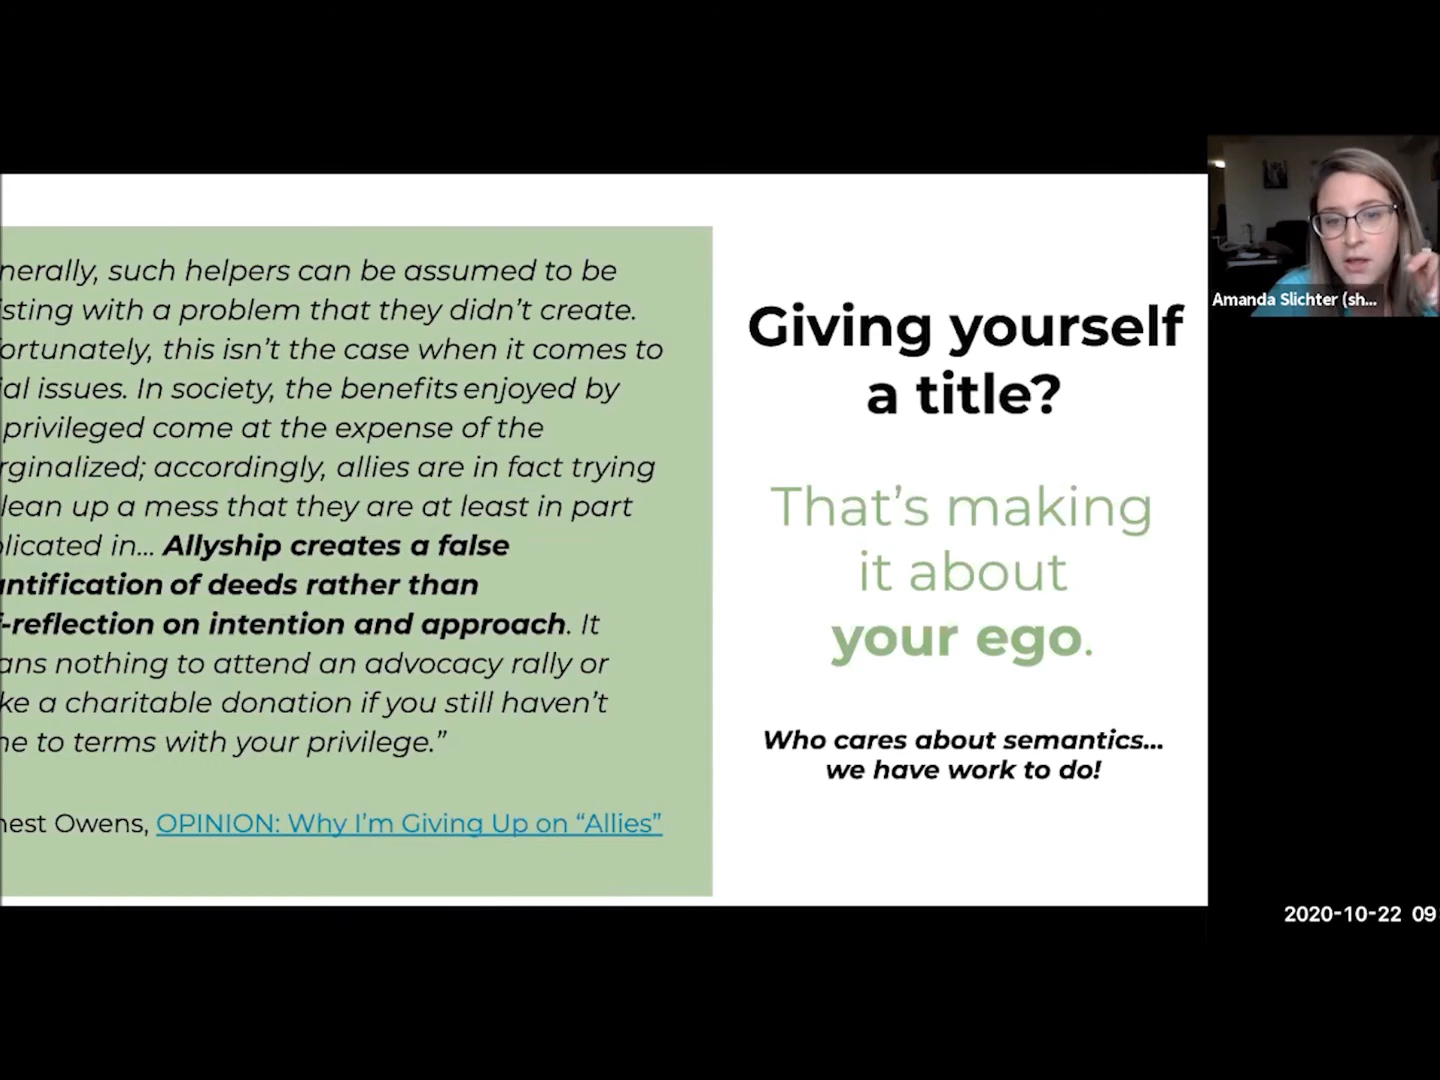 nerally, such helpers can be assumed to be
isting with a problem that they didn't create.
fortunately, this isn't the case when it comes to
ial issues. In society, the benefits enjoyed by
privileged come at the expense of the
rginalized; accordingly, allies are in fact trying
lean up a mess that they are at least in part
plicated in... Allyship creates a false
antification of deeds rather than
f-reflection on intention and approach. It
ans nothing to attend an advocacy rally or
ke a charitable donation if you still haven't
me to terms with your privilege.”
nest Owens, OPINION: Why I'm Giving Up on “Allies”
Giving yourself
a title?
That's making
it about
your ego.
Who cares about semantics...
we have work to do!
Amanda Slichter (sh...
2020-10-22 09